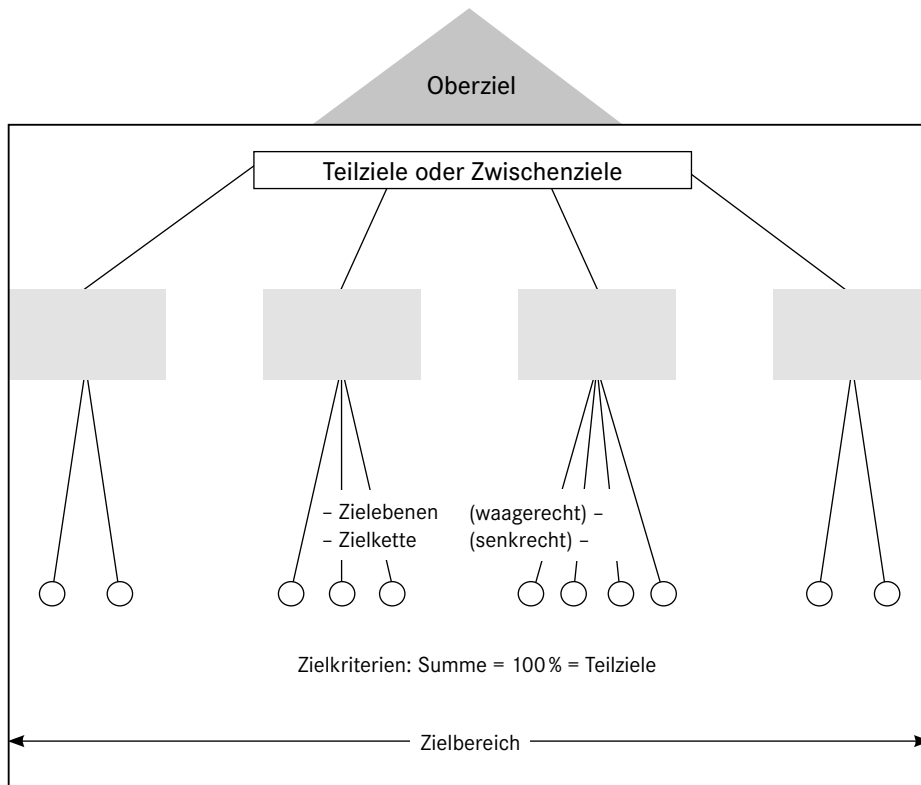 Oberziel
Teilziele oder Zwischenziele
– Zielebenen (waagerecht) –
– Zielkette (senkrecht) –
Zielkriterien: Summe = 100 % = Teilziele
Zielbereich